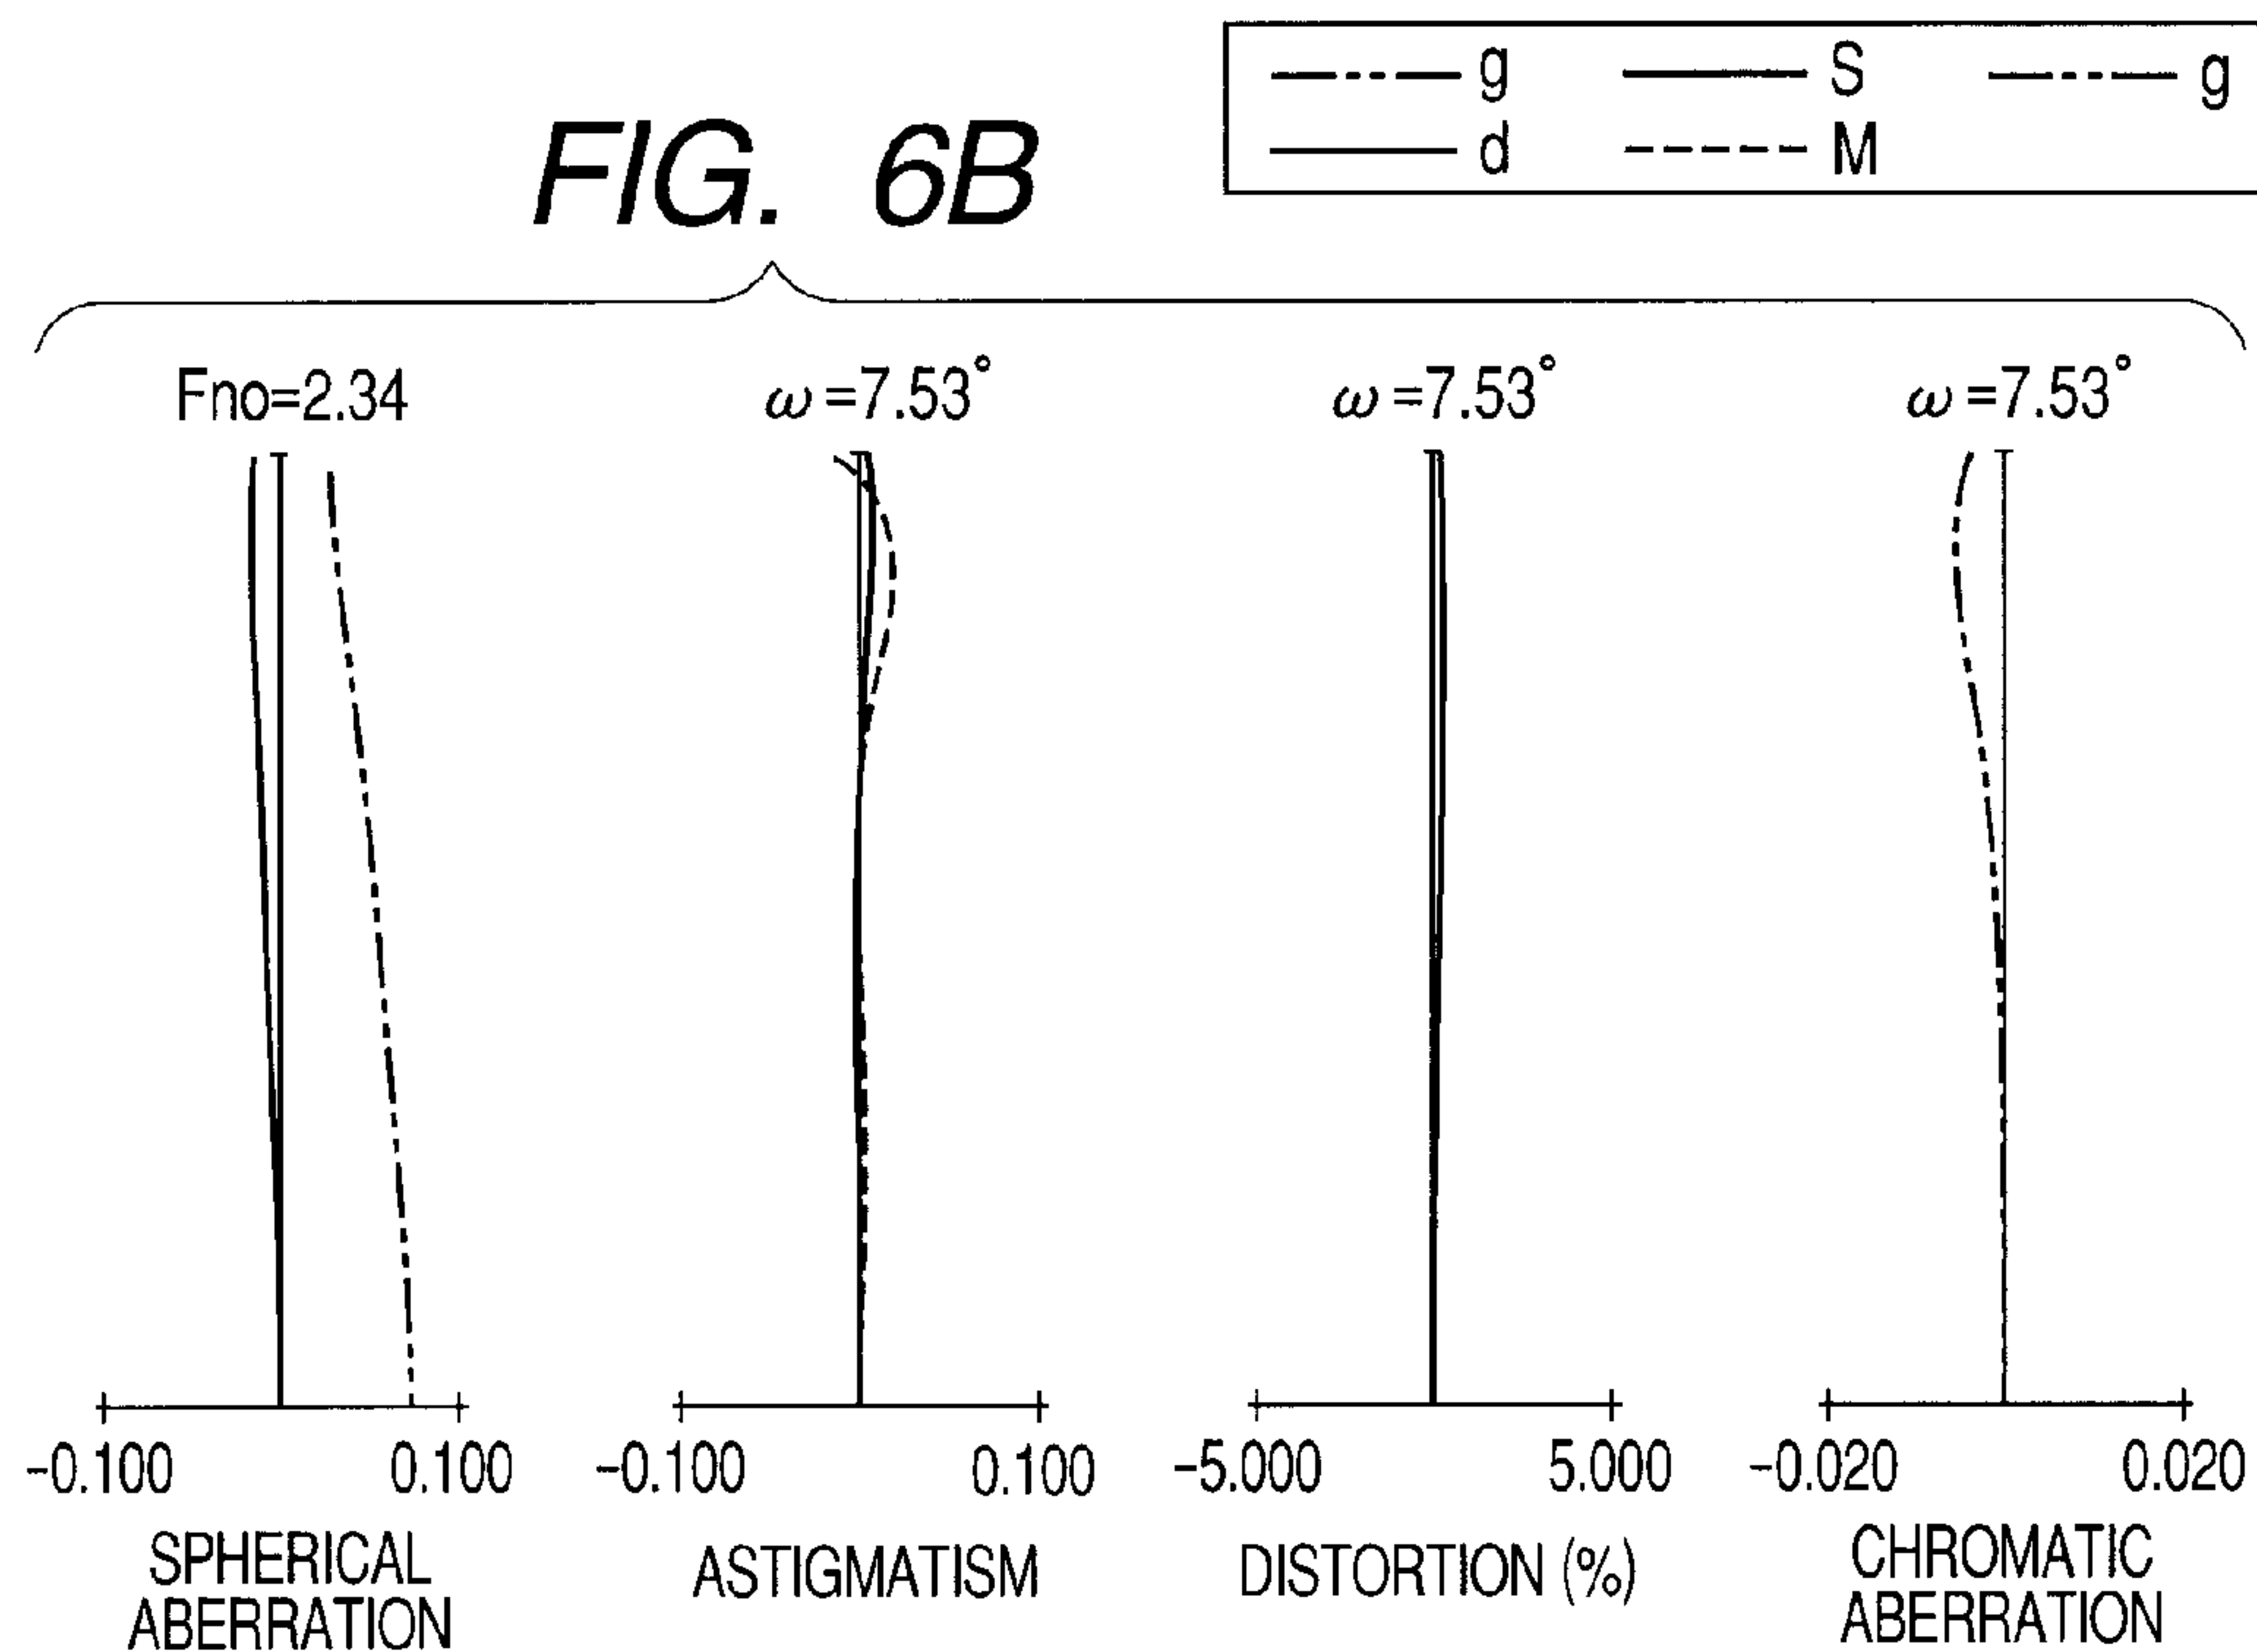 g S g
d M
FIG. 6B
Fno=2.34
ω=7.53°
ω=7.53°
ω=7.53°
-0.100 0.100
-0.100 0.100
-5.000 5.000
-0.020 0.020
SPHERICAL
ABERRATION
ASTIGMATISM
DISTORTION (%)
CHROMATIC
ABERRATION